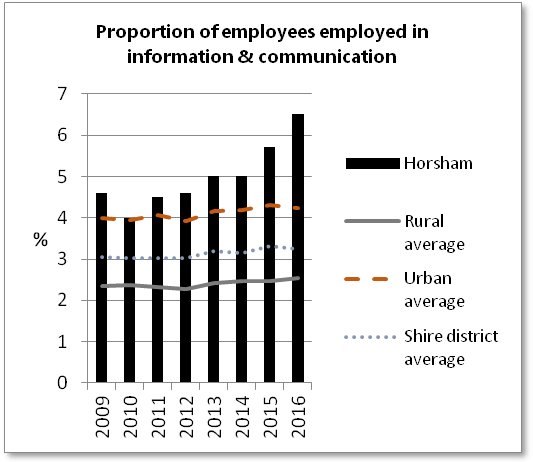 Proportion of employees employed in
information & communication
7
6
5
4
3
2
1
0
%
2009
2010
2011
2012
2013
2014
2015
2016
Horsham
Rural
average
Urban
average
Shire district
average